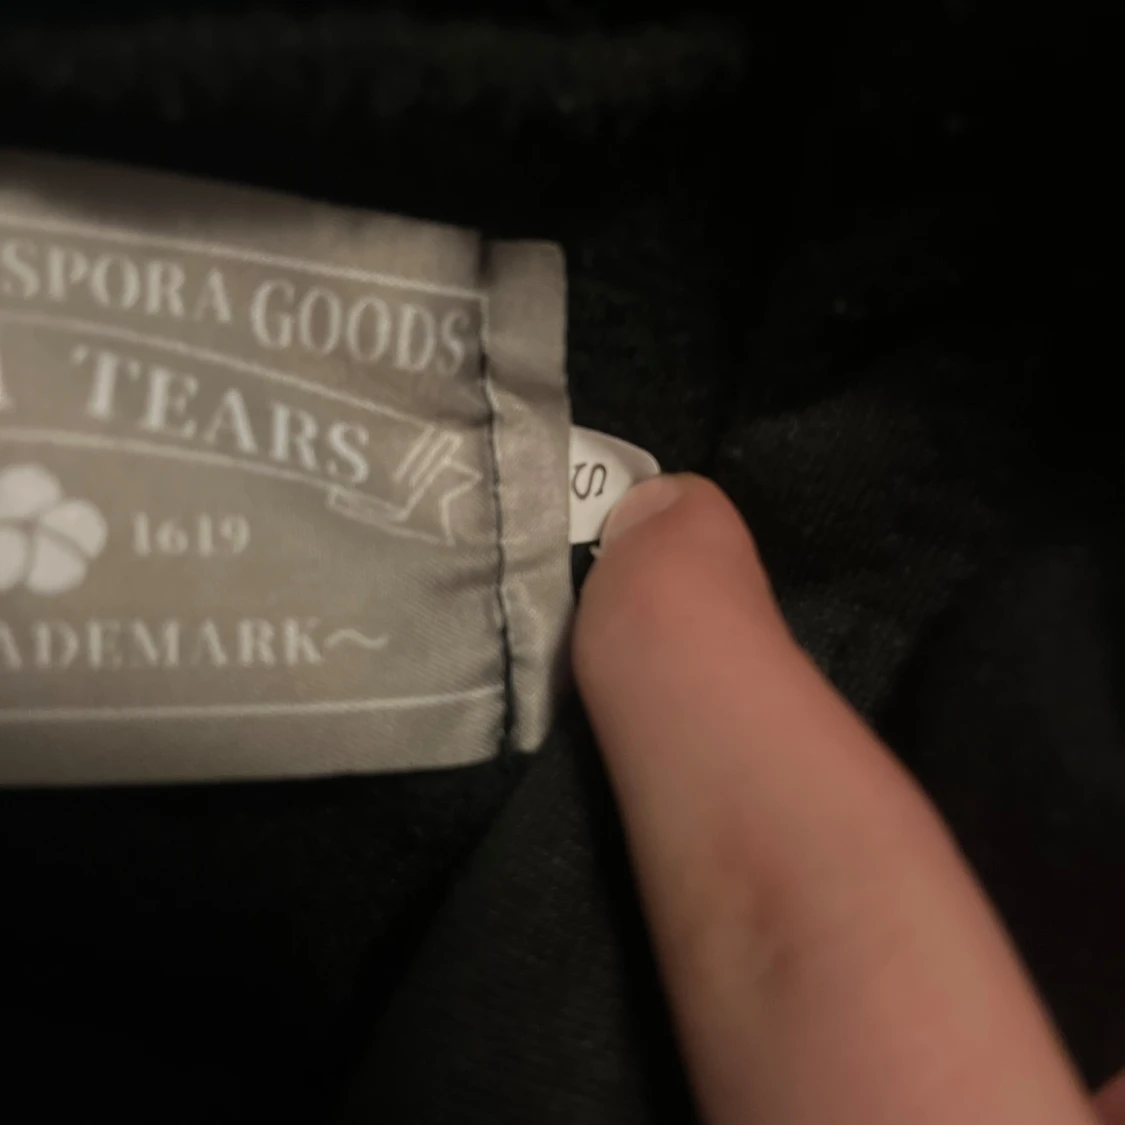 SPORA GOODS
A TEARS
1619
ADEMARK~
S